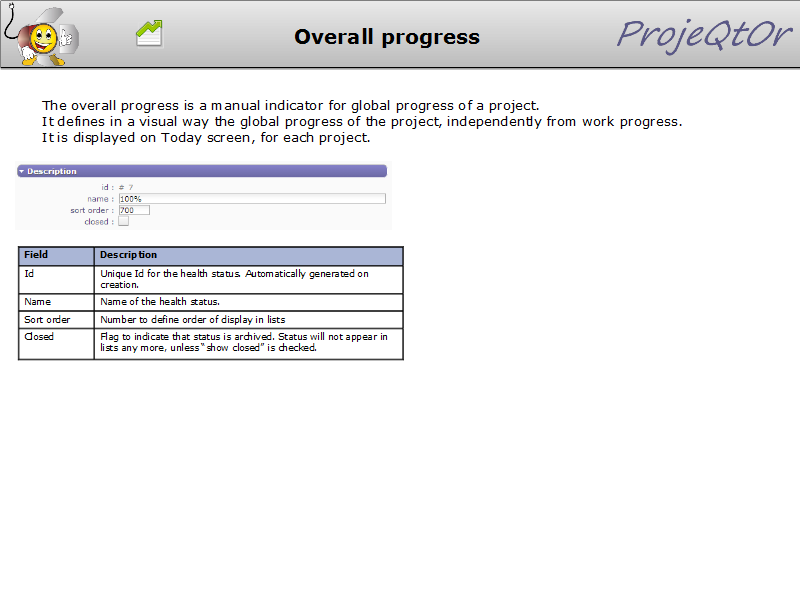 Overall progress
ProjeQtOr
The overall progress is a manual indicator for global progress of a project.
It defines in a visual way the global progress of the project, independently from work progress.
It is displayed on Today screen, for each project.
Description
id : # 7
name : 100%
sort order : 700
closed :
Field Description
Id Unique Id for the health status. Automatically generated on
creation.
Name Name of the health status.
Sort order Number to define order of display in lists
Closed Flag to indicate that status is archived. Status will not appear in
lists any more, unless “show closed” is checked.